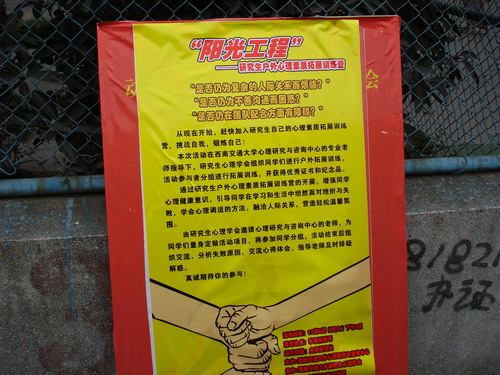 “阳光工程”
——研究生户外心理素质拓展训练营
“是否仍为复杂的人际关系而烦恼？”
“是否仍为不善沟通而困惑？”
“是否仍在团队配合方面有障碍？”
从现在开始，赶快加入研究生自己的心理素质拓展训练
营，挑战自我，锻炼自己！
本次活动在西南交通大学心理研究与咨询中心的专业老
师指导下，研究生心理学会组织同学们进行户外拓展训练，
活动参与者分组进行拓展训练，并获得优秀证书和纪念品。
通过研究生户外心理素质拓展训练营的开展，增强同学
心理健康意识，引导同学在学习和生活中坦然面对挫折与失
败，学会心理调适的方法，融洽人际关系，营造轻松温馨氛
围。
由研究生心理学会邀请心理研究与咨询中心的老师，为
同学们量身定做活动项目，将参加同学分组，活动结束后组
织交流、分析失败原因，交流心得体会，指导老师及时释疑
解惑。
真诚期待你的参与！
动
会
81821
办证